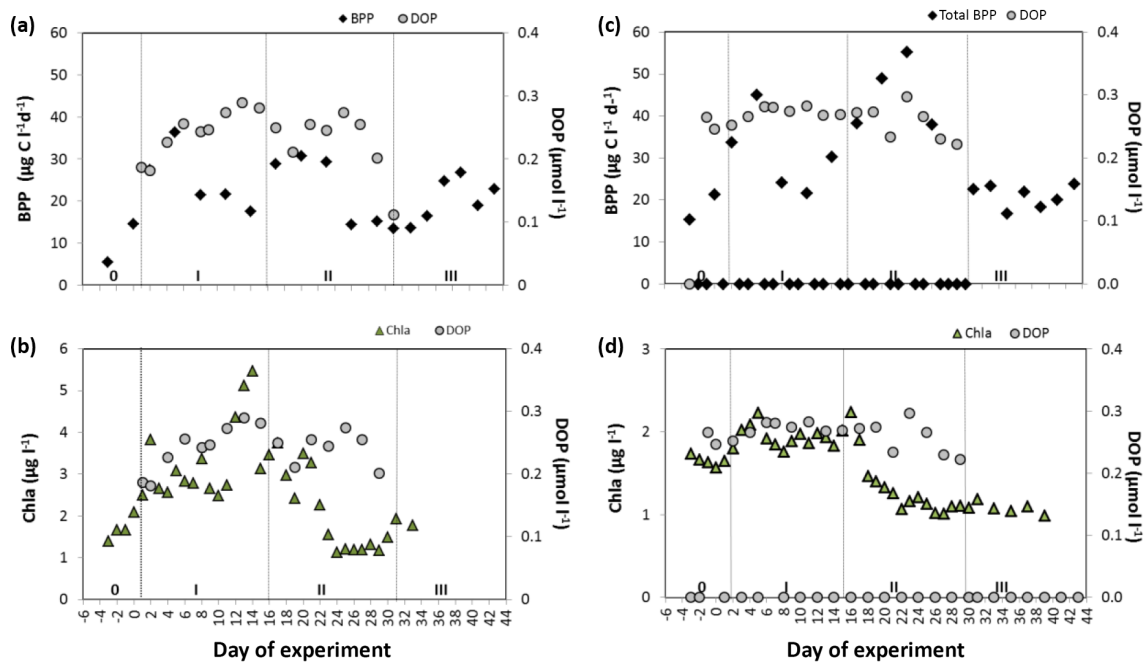 (a)
BPP DOP
60
50
40
30
20
10
0
BPP (µg C l-1d-1)
0.4
0.3
0.2
0.1
0
DOP (µmol l-1)
0 I II III
(b)
Chla DOP
6
5
4
3
2
1
0
Chla (µg l-1)
0.4
0.3
0.2
0.1
0.0
DOP (µmol l-1)
0 I II III
-6 -4 -2 0 2 4 6 8 10 12 14 16 18 20 22 24 26 28 30 32 34 36 38 40 42 44
Day of experiment
(c)
Total BPP DOP
60
50
40
30
20
10
0
BPP (µg C l-1 d-1)
0.4
0.3
0.2
0.1
0.0
DOP (µmol l-1)
0 I II III
(d)
Chla DOP
3
2
1
0
Chla (µg l-1)
0.4
0.3
0.2
0.1
0.0
DOP (µmol l-1)
0 I II III
-6 -4 -2 0 2 4 6 8 10 12 14 16 18 20 22 24 26 28 30 32 34 36 38 40 42 44
Day of experiment